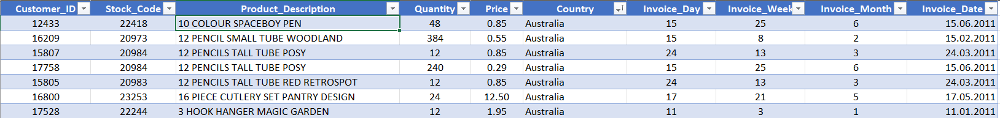 Customer_ID Stock_Code Product_Description Quantity Price Country Invoice_Day Invoice_Week Invoice_Month Invoice_Date
12433 22418 10 COLOUR SPACEBOY PEN 48 0.85 Australia 15 25 6 15.06.2011
16209 20973 12 PENCIL SMALL TUBE WOODLAND 384 0.55 Australia 15 8 2 15.02.2011
15807 20984 12 PENCILS TALL TUBE POSY 12 0.85 Australia 24 13 3 24.03.2011
17758 20984 12 PENCILS TALL TUBE POSY 240 0.29 Australia 15 25 6 15.06.2011
15805 20983 12 PENCILS TALL TUBE RED RETROSPOT 12 0.85 Australia 24 13 3 24.03.2011
16800 23253 16 PIECE CUTLERY SET PANTRY DESIGN 24 12.50 Australia 17 21 5 17.05.2011
17528 22244 3 HOOK HANGER MAGIC GARDEN 12 1.95 Australia 11 3 1 11.01.2011